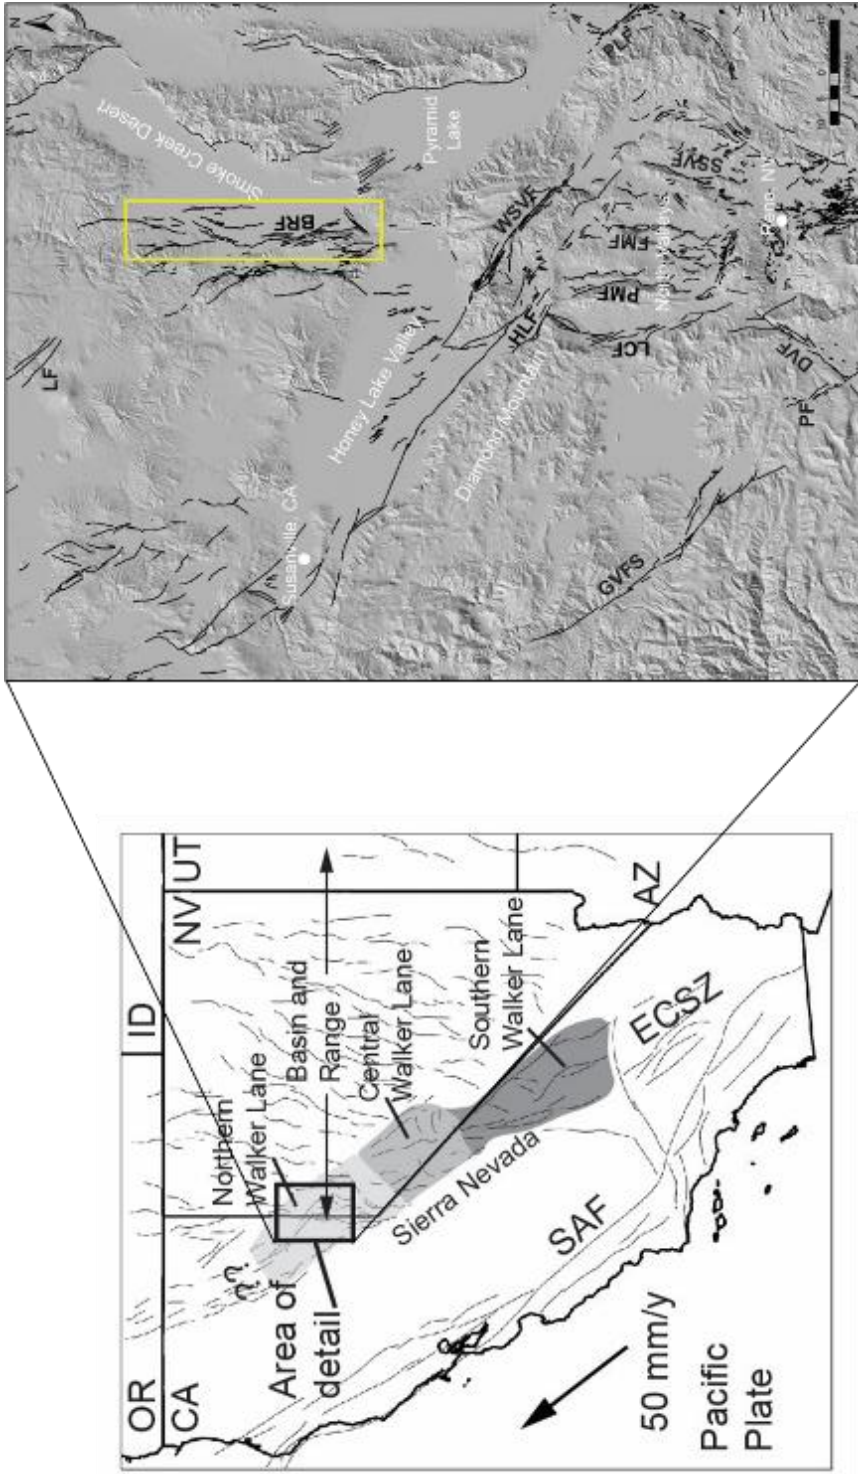 N
Smoke Creek Desert
Pyramid
Lake
PLF
BRF
WSVF
SSVF
FMF
North Valleys
Reno, NV
PMF
HLF
LCF
DVF
PF
LF
Honey Lake Valley
Diamond Mountain
Susanville, CA
GVFS
OR
ID
CA
NV
UT
AZ
Northern
Walker Lane
Basin and
Range
Central
Walker Lane
Southern
Walker Lane
ECSZ
Sierra Nevada
SAF
??
Area of
detail
50 mm/y
Pacific
Plate